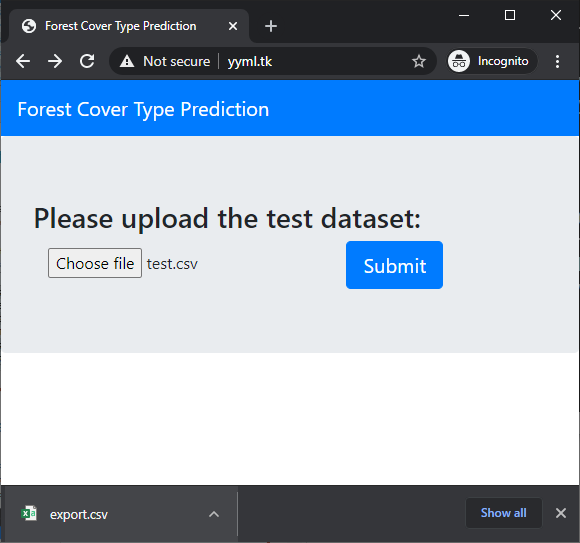 Forest Cover Type Prediction
Not secure yyml.tk Incognito
Forest Cover Type Prediction
Please upload the test dataset:
Choose file test.csv Submit
export.csv Show all